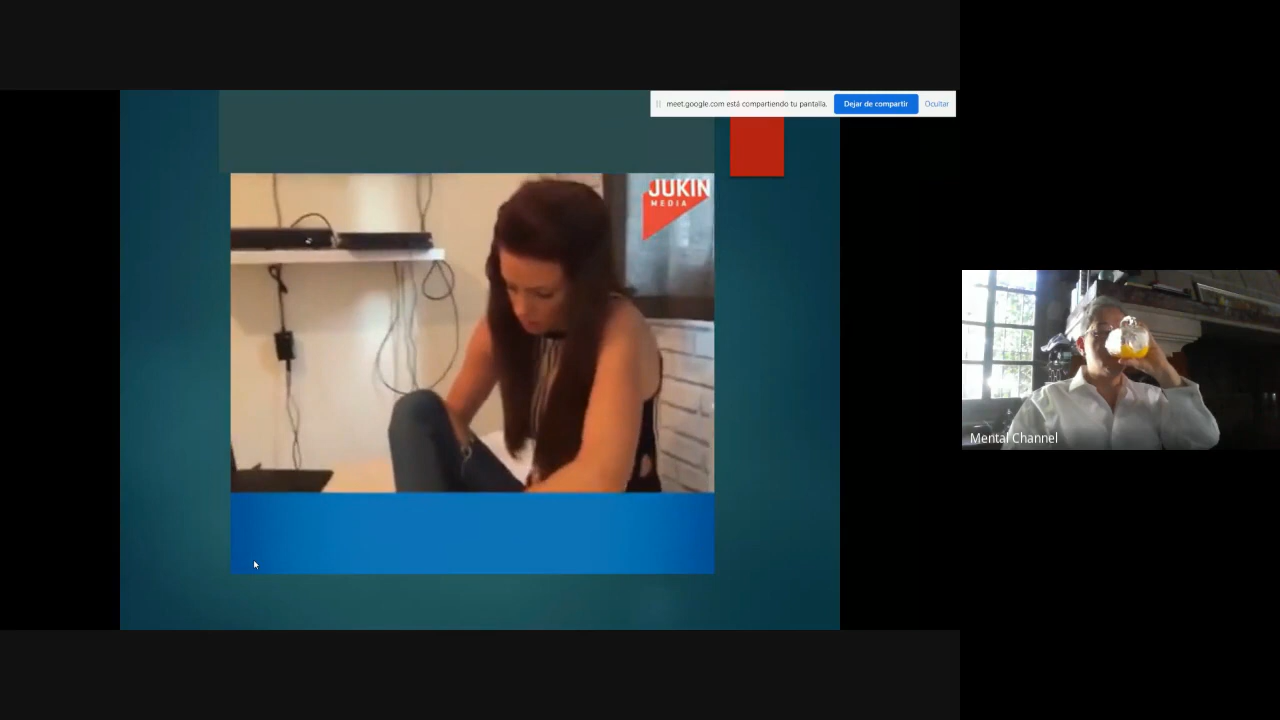 meet.google.com está compartiendo tu pantalla.
Dejar de compartir
Ocultar
JUKIN
MEDIA
Mental Channel